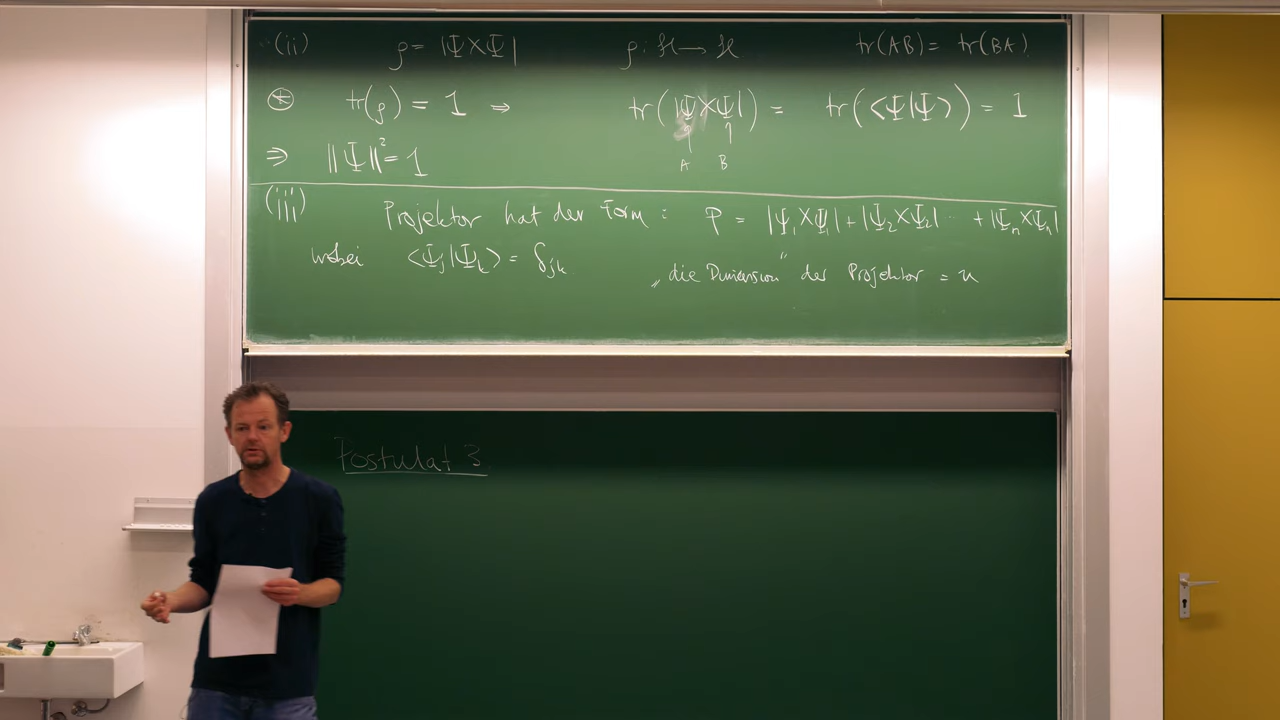 (ii) ρ = |Ψ⟩⟨Ψ| ρ : ℋ → ℋ tr(AB) = tr(BA)
⊛ tr(ρ) = 1 ⇒ tr(|Ψ⟩⟨Ψ|) = tr(⟨Ψ|Ψ⟩) = 1
↑ ↑
A B
⇒ ||Ψ||² = 1
(iii) Projektor hat der Form : P = |Ψ₁⟩⟨Ψ₁| + |Ψ₂⟩⟨Ψ₂| ... + |Ψₙ⟩⟨Ψₙ|
wobei ⟨Ψⱼ|Ψₖ⟩ = δⱼₖ „die Dimension" der Projektor = n
Postulat 3